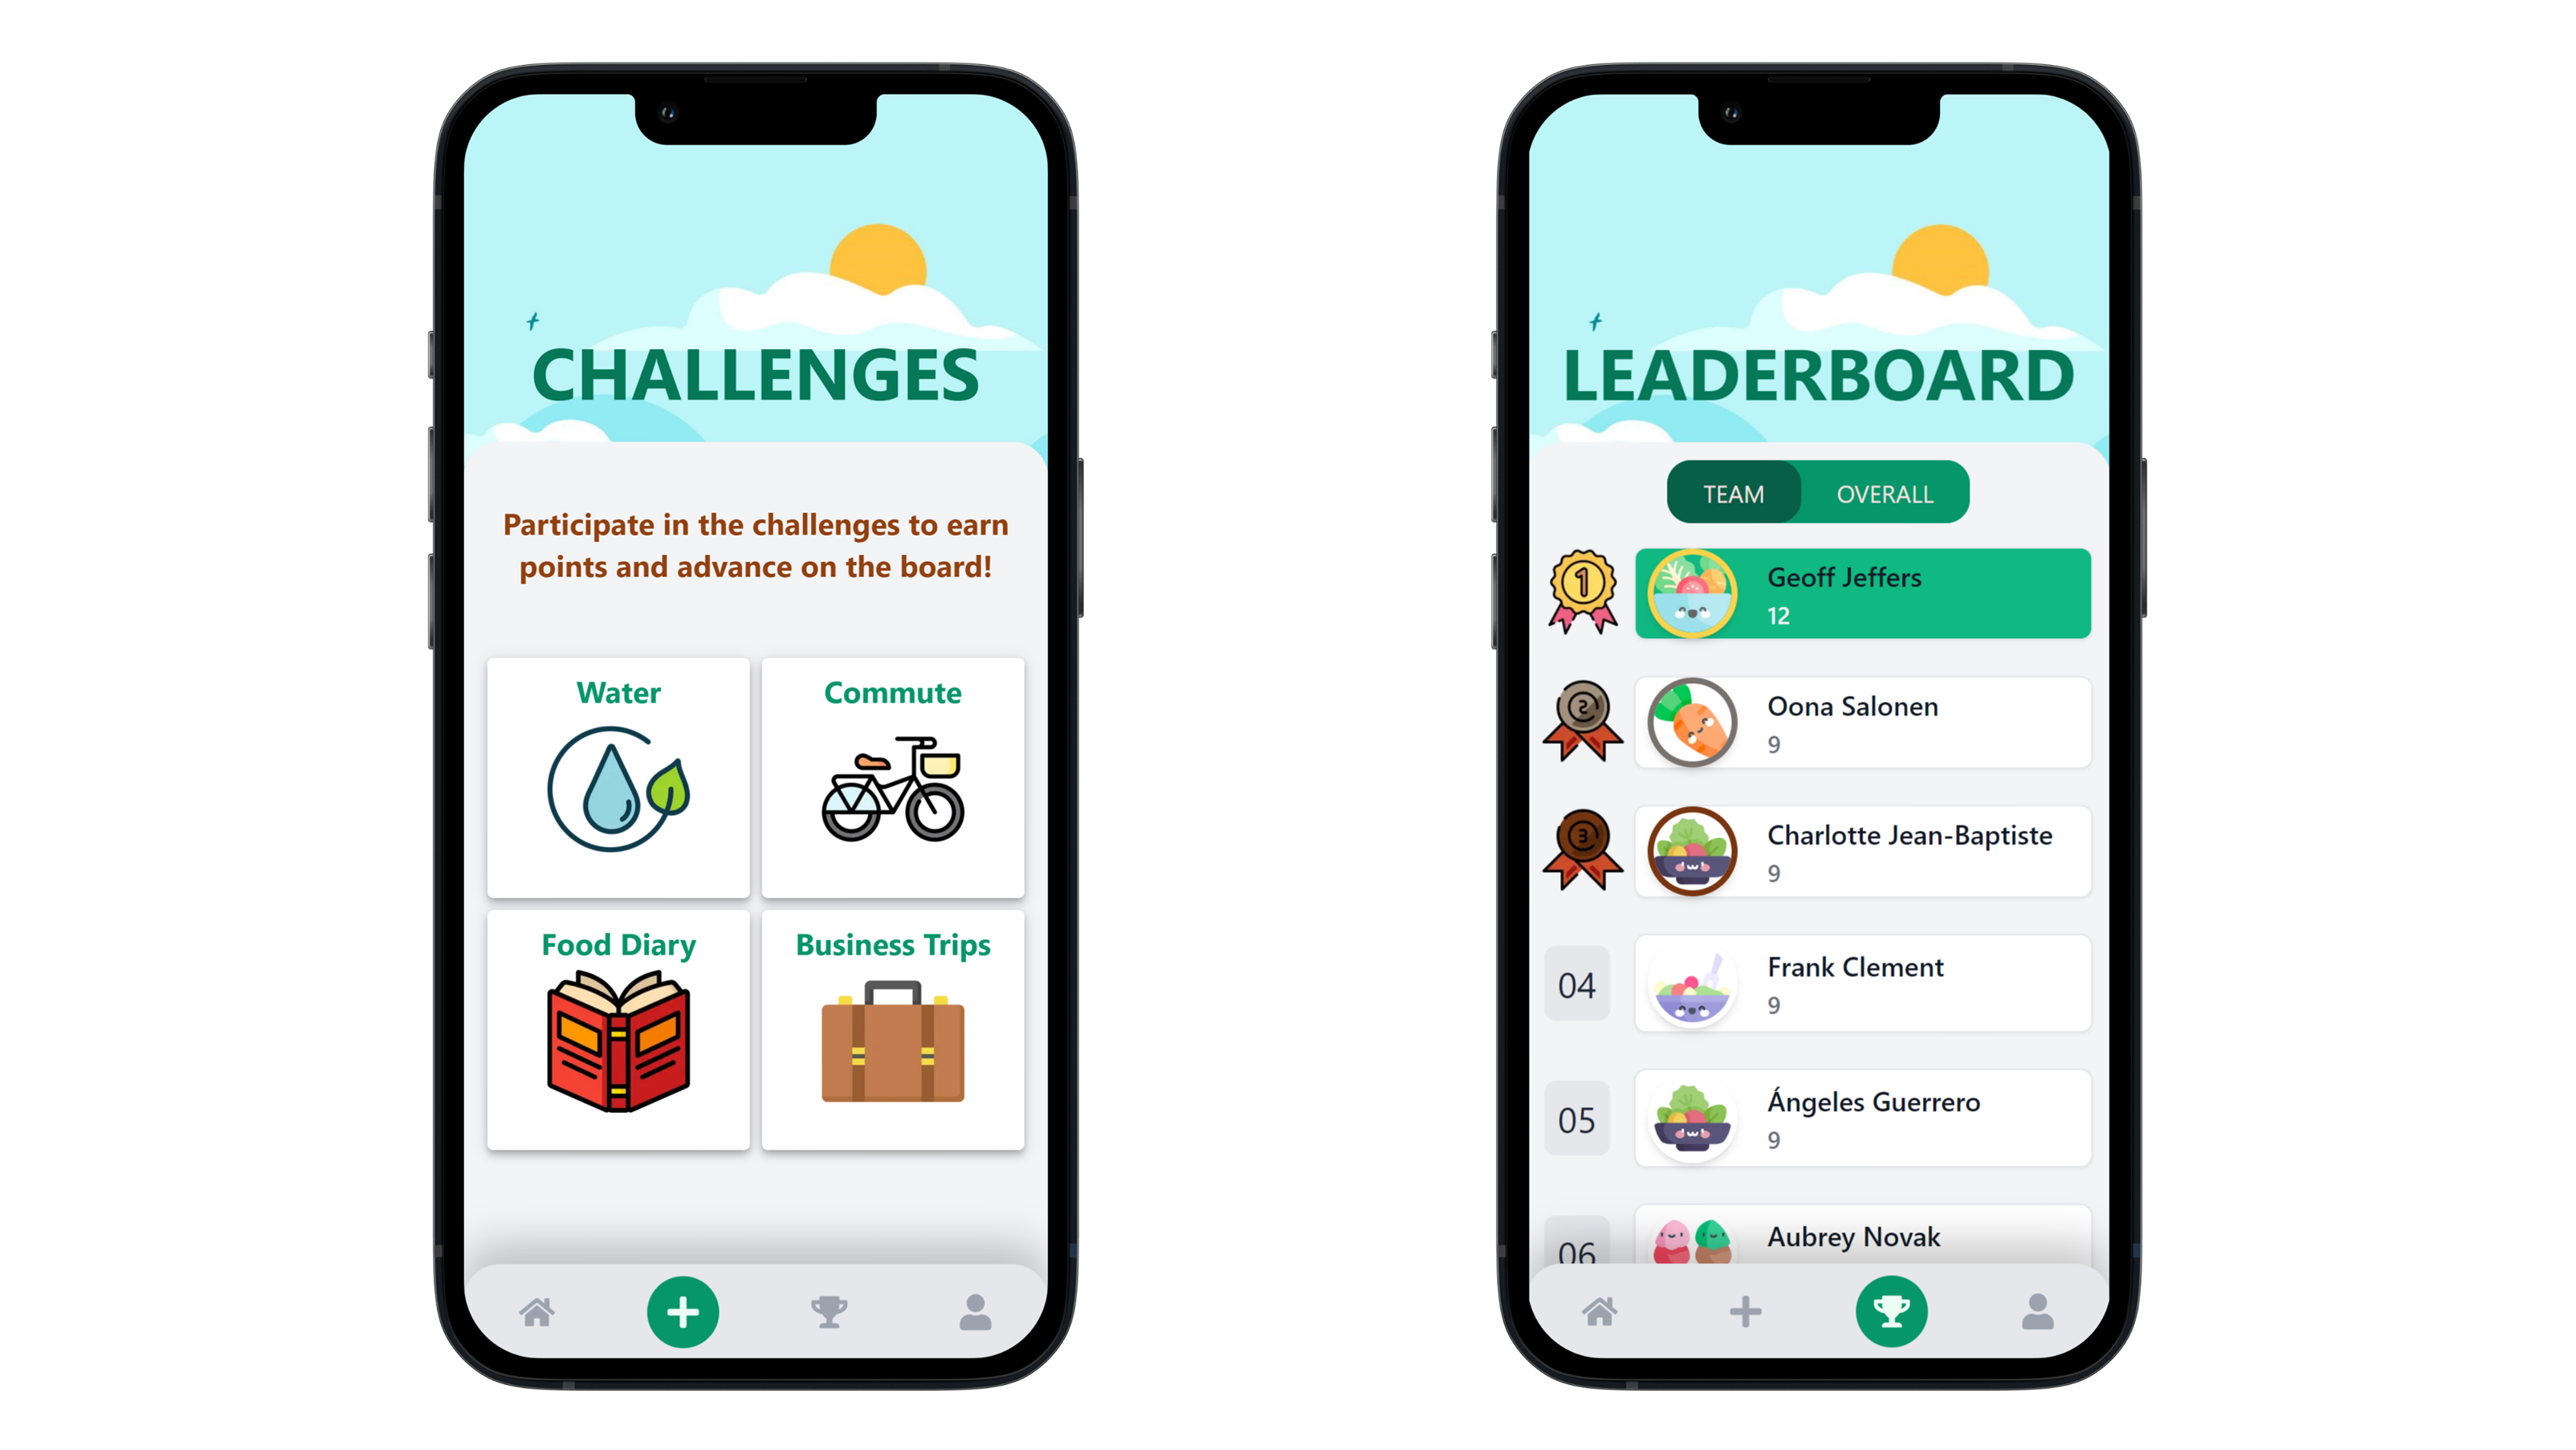 CHALLENGES
Participate in the challenges to earn
points and advance on the board!
Water
Commute
Food Diary
Business Trips
LEADERBOARD
TEAM
OVERALL
1
Geoff Jeffers
12
2
Oona Salonen
9
3
Charlotte Jean-Baptiste
9
04
Frank Clement
9
05
Ángeles Guerrero
9
06
Aubrey Novak